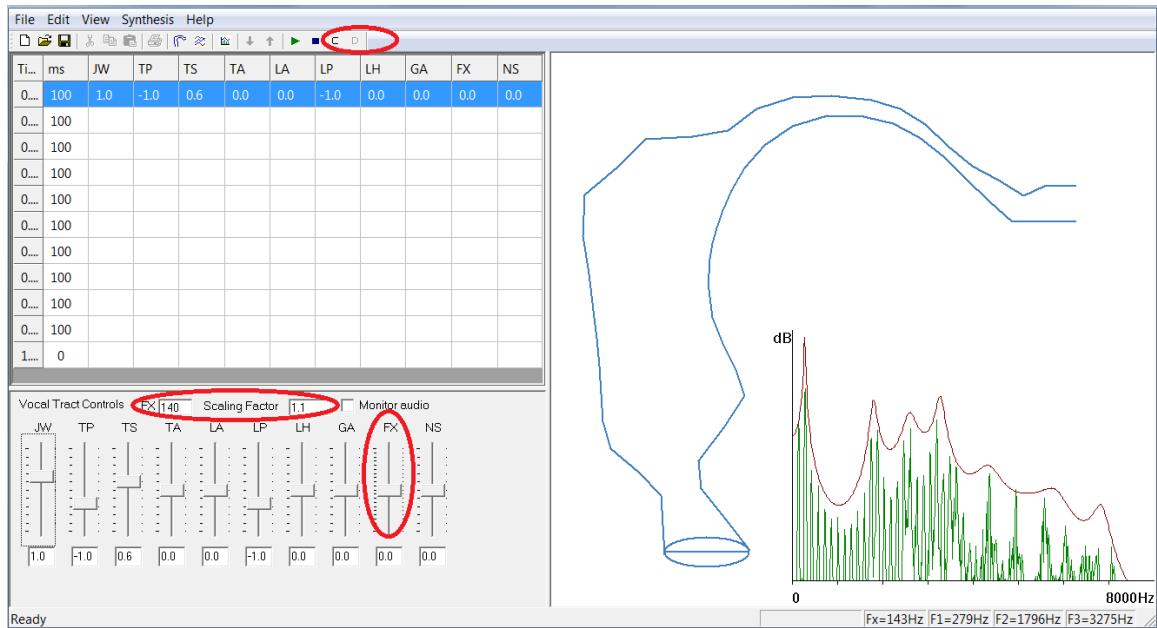 File Edit View Synthesis Help
C D
Ti... ms JW TP TS TA LA LP LH GA FX NS
0.... 100 1.0 -1.0 0.6 0.0 0.0 -1.0 0.0 0.0 0.0 0.0
0.... 100
0.... 100
0.... 100
0.... 100
0.... 100
0.... 100
0.... 100
0.... 100
0.... 100
1.... 0
Vocal Tract Controls FX 140 Scaling Factor 1.1 Monitor audio
JW TP TS TA LA LP LH GA FX NS
1.0 -1.0 0.6 0.0 0.0 -1.0 0.0 0.0 0.0 0.0
dB
0 8000Hz
Ready Fx=143Hz F1=279Hz F2=1796Hz F3=3275Hz